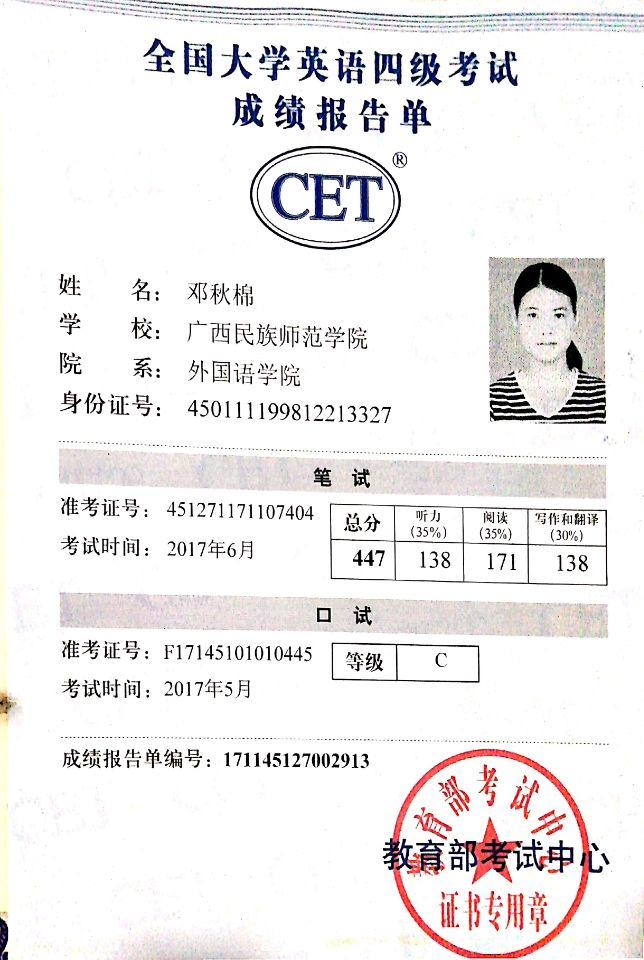 全国大学英语四级考试
成绩报告单
CET®
姓 名: 邓秋棉
学 校: 广西民族师范学院
院 系: 外国语学院
身份证号: 450111199812213327
笔 试
准考证号: 451271171107404
考试时间: 2017年6月
总分 听力(35%) 阅读(35%) 写作和翻译(30%)
447 138 171 138
口 试
准考证号: F17145101010445
考试时间: 2017年5月
等级 C
成绩报告单编号: 171145127002913
教育部考试中心
教育部考试中心
证书专用章